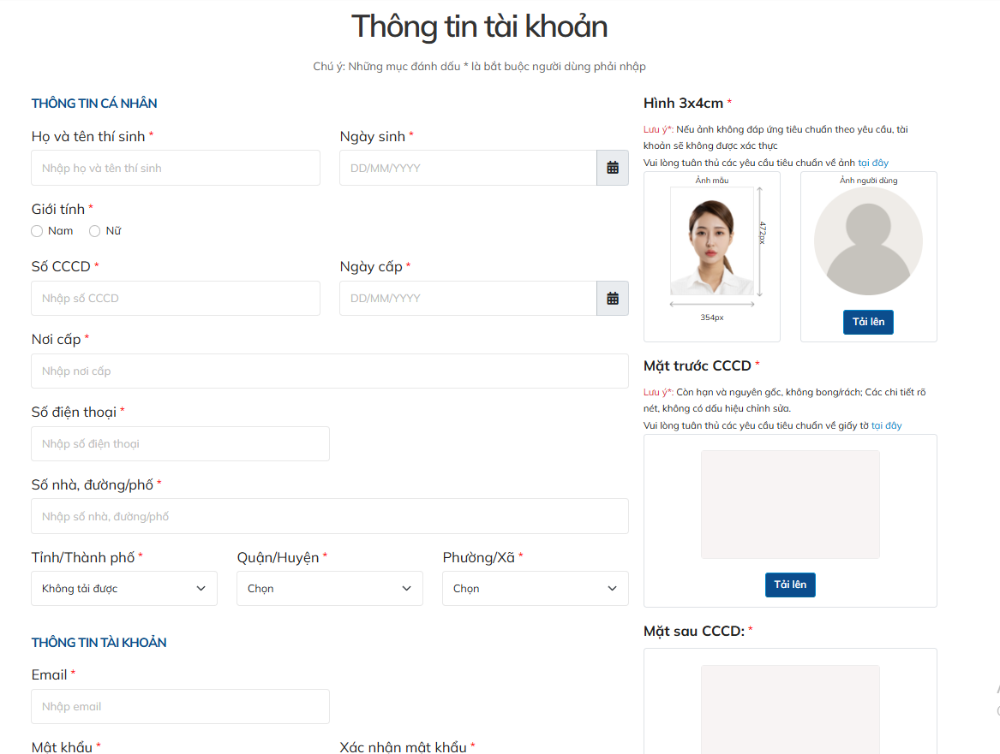 Thông tin tài khoản
Chú ý: Những mục đánh dấu * là bắt buộc người dùng phải nhập
THÔNG TIN CÁ NHÂN
Họ và tên thí sinh *
Nhập họ và tên thí sinh
Ngày sinh *
DD/MM/YYYY
Giới tính *
Nam
Nữ
Số CCCD *
Nhập số CCCD
Ngày cấp *
DD/MM/YYYY
Nơi cấp *
Nhập nơi cấp
Số điện thoại *
Nhập số điện thoại
Số nhà, đường/phố *
Nhập số nhà, đường/phố
Tỉnh/Thành phố *
Không tải được
Quận/Huyện *
Chọn
Phường/Xã *
Chọn
THÔNG TIN TÀI KHOẢN
Email *
Nhập email
Mật khẩu *
Xác nhận mật khẩu *
Hình 3x4cm *
Lưu ý*: Nếu ảnh không đáp ứng tiêu chuẩn theo yêu cầu, tài
khoản sẽ không được xác thực
Vui lòng tuân thủ các yêu cầu tiêu chuẩn về ảnh tại đây
Ảnh mẫu
472px
354px
Ảnh người dùng
Tải lên
Mặt trước CCCD *
Lưu ý*: Còn hạn và nguyên gốc, không bong/rách; Các chi tiết rõ
nét, không có dấu hiệu chỉnh sửa.
Vui lòng tuân thủ các yêu cầu tiêu chuẩn về giấy tờ tại đây
Tải lên
Mặt sau CCCD: *